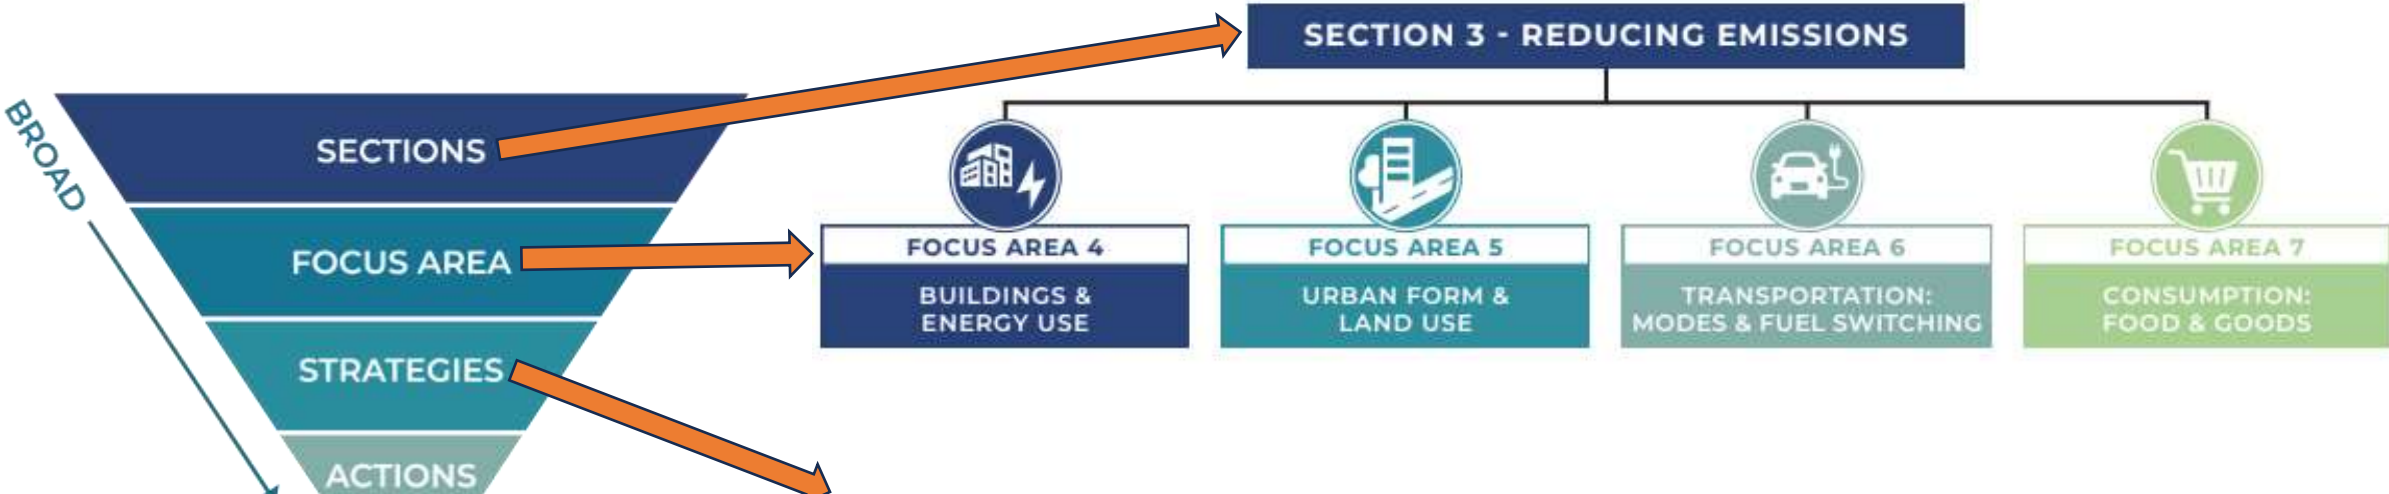 BROAD
SECTIONS
FOCUS AREA
STRATEGIES
ACTIONS
SECTION 3 - REDUCING EMISSIONS
FOCUS AREA 4
BUILDINGS &
ENERGY USE
FOCUS AREA 5
URBAN FORM &
LAND USE
FOCUS AREA 6
TRANSPORTATION:
MODES & FUEL SWITCHING
FOCUS AREA 7
CONSUMPTION:
FOOD & GOODS